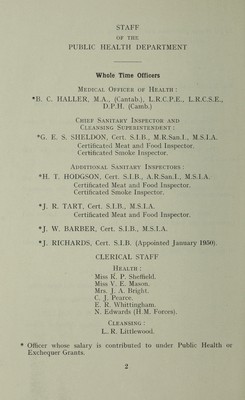 STAFF
OF THE
PUBLIC HEALTH DEPARTMENT
Whole Time Officers
MEDICAL OFFICER OF HEALTH :
*B. C. HALLER, M.A., (Cantab.), L.R.C.P.E., L.R.C.S.E.,
D.P.H. (Camb.)
CHIEF SANITARY INSPECTOR AND
CLEANSING SUPERINTENDENT :
*G. E. S. SHELDON, Cert. S.I.B., M.R.San.I., M.S.I.A.
Certificated Meat and Food Inspector.
Certificated Smoke Inspector.
ADDITIONAL SANITARY INSPECTORS :
*H. T. HODGSON, Cert. S.I.B., A.R.San.I., M.S.I.A.
Certificated Meat and Food Inspector.
Certificated Smoke Inspector.
*J. R. TART, Cert. S.I.B., M.S.I.A.
Certificated Meat and Food Inspector.
*J. W. BARBER, Cert. S.I.B., M.S.I.A.
*J. RICHARDS, Cert. S.I.B. (Appointed January 1950).
CLERICAL STAFF
HEALTH :
Miss K. P. Sheffield.
Miss V. E. Mason.
Mrs. J. A. Bright.
C. J. Pearce.
E. R. Whittingham.
N. Edwards (H.M. Forces).
CLEANSING :
L. R. Littlewood.
* Officer whose salary is contributed to under Public Health or
Exchequer Grants.
2